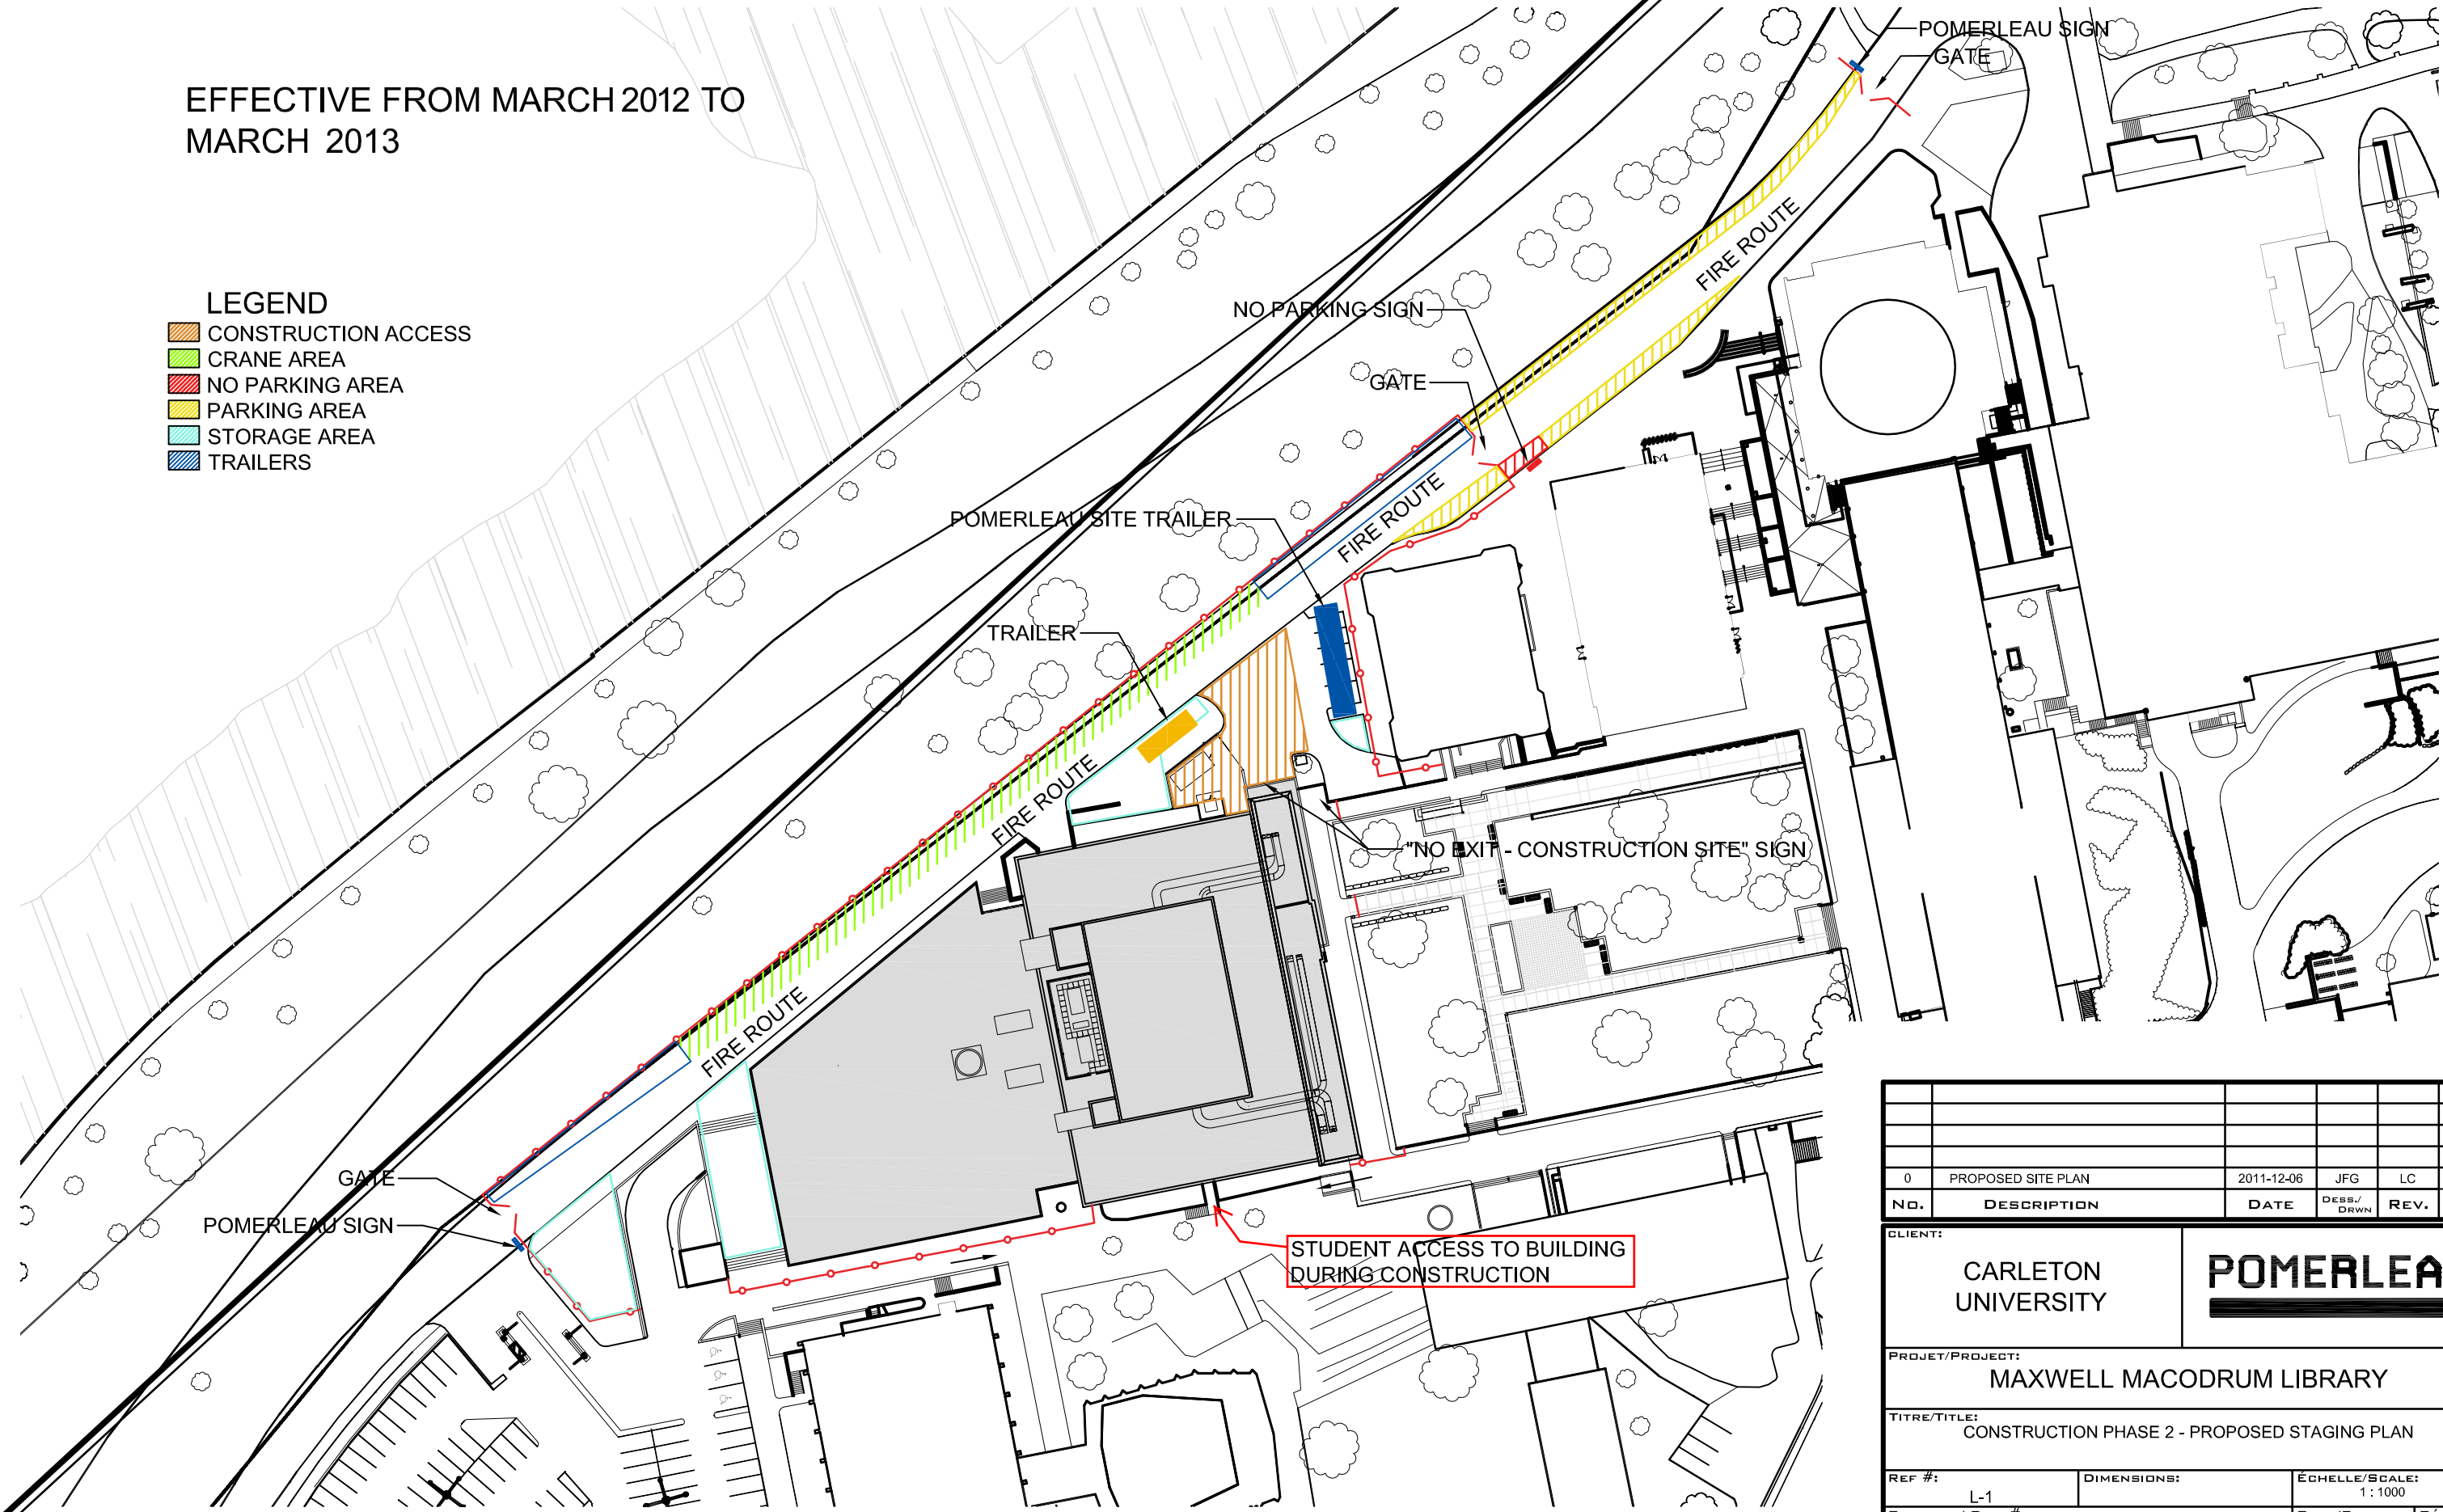 EFFECTIVE FROM MARCH 2012 TO
MARCH 2013
LEGEND
CONSTRUCTION ACCESS
CRANE AREA
NO PARKING AREA
PARKING AREA
STORAGE AREA
TRAILERS
POMERLEAU SIGN
GATE
FIRE ROUTE
NO PARKING SIGN
GATE
FIRE ROUTE
POMERLEAU SITE TRAILER
TRAILER
FIRE ROUTE
"NO EXIT - CONSTRUCTION SITE" SIGN
FIRE ROUTE
GATE
POMERLEAU SIGN
STUDENT ACCESS TO BUILDING
DURING CONSTRUCTION
0 PROPOSED SITE PLAN 2011-12-06 JFG LC
No. DESCRIPTION DATE DESS./DRWN REV.
CLIENT:
CARLETON
UNIVERSITY
POMERLEA
PROJET/PROJECT:
MAXWELL MACODRUM LIBRARY
TITRE/TITLE:
CONSTRUCTION PHASE 2 - PROPOSED STAGING PLAN
REF #: DIMENSIONS: ÉCHELLE/SCALE:
L-1 1 : 1000